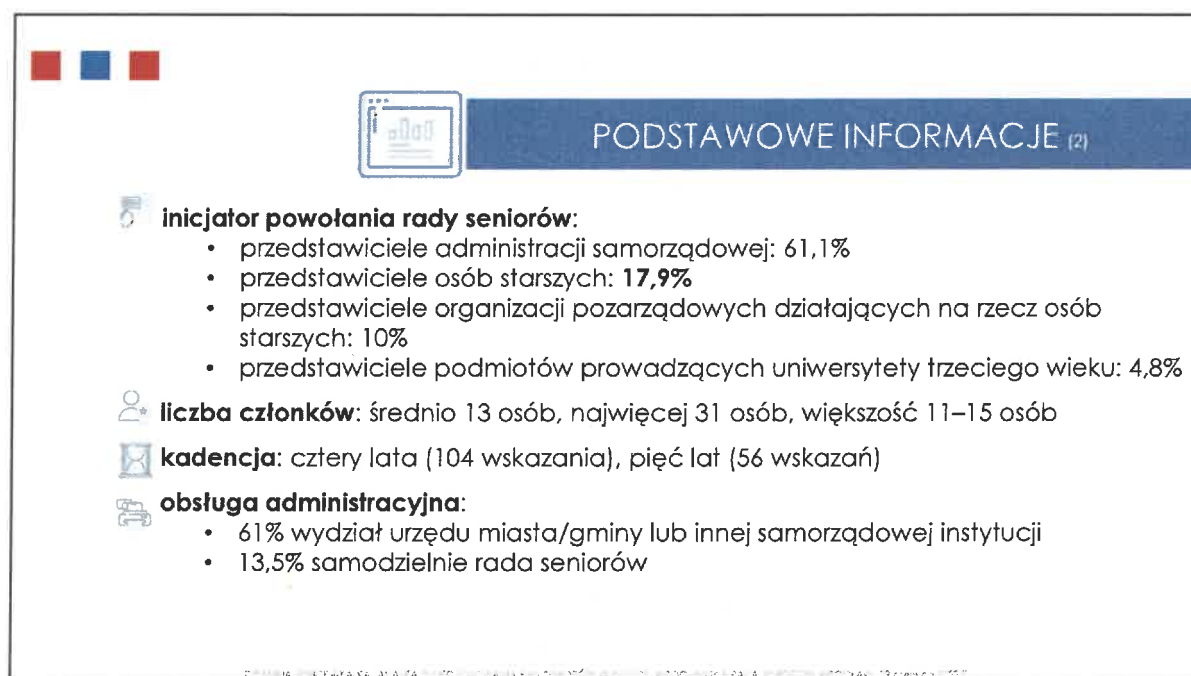 PODSTAWOWE INFORMACJE (2)
inicjator powołania rady seniorów:
• przedstawiciele administracji samorządowej: 61,1%
• przedstawiciele osób starszych: 17,9%
• przedstawiciele organizacji pozarządowych działających na rzecz osób
starszych: 10%
• przedstawiciele podmiotów prowadzących uniwersytety trzeciego wieku: 4,8%
liczba członków: średnio 13 osób, najwięcej 31 osób, większość 11–15 osób
kadencja: cztery lata (104 wskazania), pięć lat (56 wskazań)
obsługa administracyjna:
• 61% wydział urzędu miasta/gminy lub innej samorządowej instytucji
• 13,5% samodzielnie rada seniorów